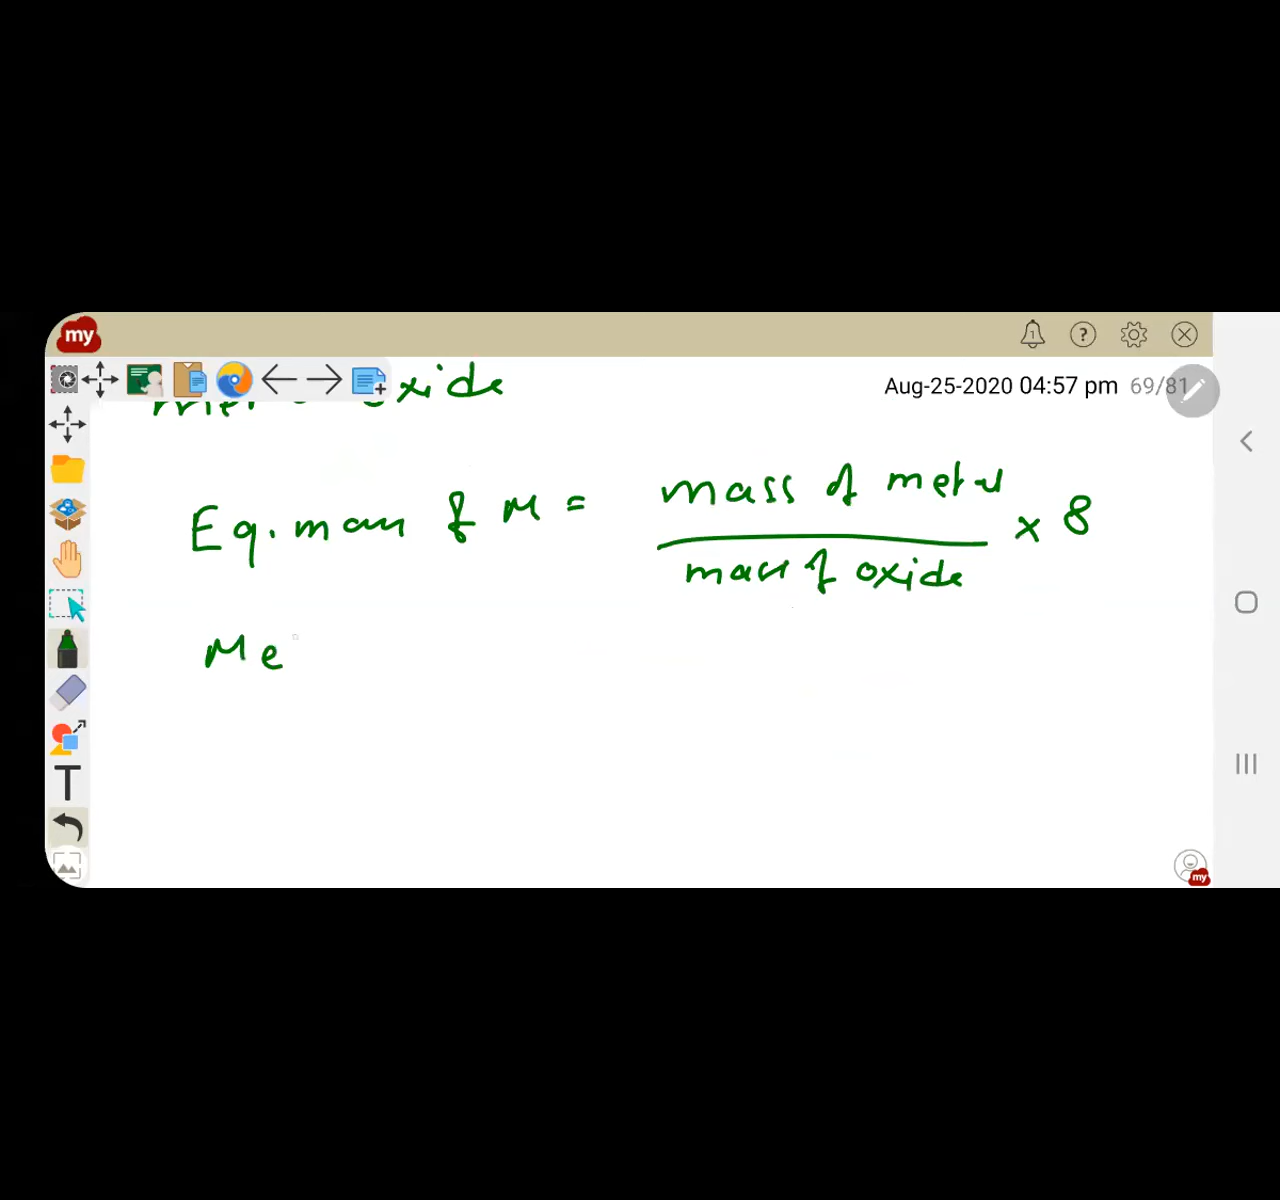 my
oxide
Aug-25-2020 04:57 pm 69/81
Eq. mass of M = mass of metal × 8
mass of oxide
Me
T
my